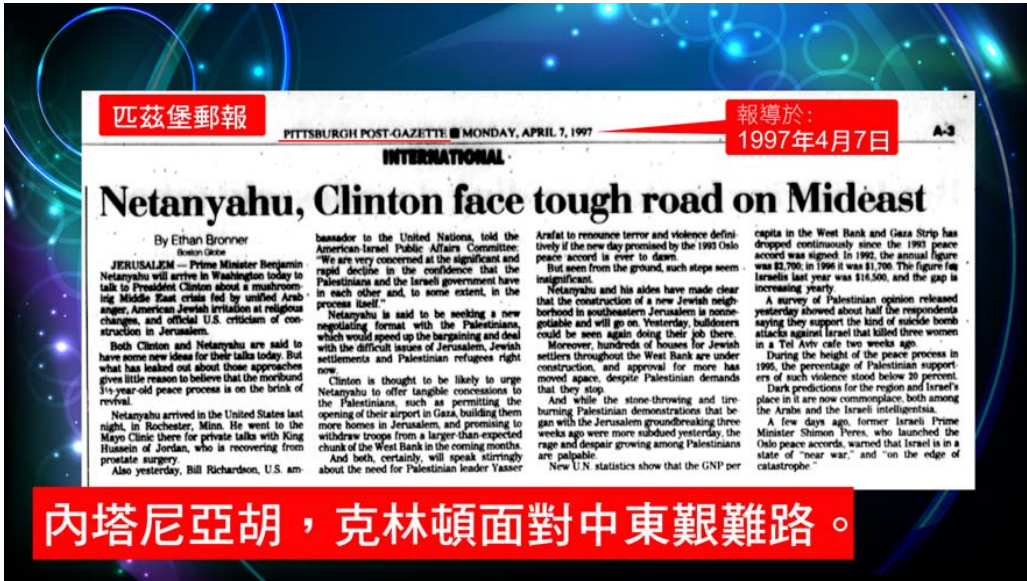 匹茲堡郵報
PITTSBURGH POST-GAZETTE ■ MONDAY, APRIL 7, 1997
報導於:
1997年4月7日
A-3
INTERNATIONAL
Netanyahu, Clinton face tough road on Mideast
By Ethan Bronner
Boston Globe
JERUSALEM — Prime Minister Benjamin
Netanyahu will arrive in Washington today to
talk to President Clinton about a mushroom-
ing Middle East crisis fed by unified Arab
anger, American Jewish irritation at religious
changes, and official U.S. criticism of con-
struction in Jerusalem.
Both Clinton and Netanyahu are said to
have some new ideas for their talks today. But
what has leaked out about those approaches
gives little reason to believe that the moribund
3½-year-old peace process is on the brink of
revival.
Netanyahu arrived in the United States last
night, in Rochester, Minn. He went to the
Mayo Clinic there for private talks with King
Hussein of Jordan, who is recovering from
prostate surgery.
Also yesterday, Bill Richardson, U.S. am-
bassador to the United Nations, told the
American-Israel Public Affairs Committee:
"We are very concerned at the significant and
rapid decline in the confidence that the
Palestinians and the Israeli government have
in each other and, to some extent, in the
process itself."
Netanyahu is said to be seeking a new
negotiating format with the Palestinians,
which would speed up the bargaining and deal
with the difficult issues of Jerusalem, Jewish
settlements and Palestinian refugees right
now.
Clinton is thought to be likely to urge
Netanyahu to offer tangible concessions to
the Palestinians, such as permitting the
opening of their airport in Gaza, building them
more homes in Jerusalem, and promising to
withdraw troops from a larger-than-expected
chunk of the West Bank in the coming months.
And both, certainly, will speak stirringly
about the need for Palestinian leader Yasser
Arafat to renounce terror and violence defini-
tively if the new day promised by the 1993 Oslo
peace accord is ever to dawn.
But seen from the ground, such steps seem
insignificant.
Netanyahu and his aides have made clear
that the construction of a new Jewish neigh-
borhood in southeastern Jerusalem is nonne-
gotiable and will go on. Yesterday, bulldozers
could be seen again doing their job there.
Moreover, hundreds of houses for Jewish
settlers throughout the West Bank are under
construction, and approval for more has
moved apace, despite Palestinian demands
that they stop.
And while the stone-throwing and tire-
burning Palestinian demonstrations that be-
gan with the Jerusalem groundbreaking three
weeks ago were more subdued yesterday, the
rage and despair growing among Palestinians
are palpable.
New U.N. statistics show that the GNP per
capita in the West Bank and Gaza Strip has
dropped continuously since the 1993 peace
accord was signed. In 1992, the annual figure
was $2,700; in 1996 it was $1,700. The figure for
Israelis last year was $16,500, and the gap is
increasing yearly.
A survey of Palestinian opinion released
yesterday showed about half the respondents
saying they support the kind of suicide bomb
attacks against Israel that killed three women
in a Tel Aviv cafe two weeks ago.
During the height of the peace process in
1995, the percentage of Palestinian support-
ers of such violence stood below 20 percent.
Dark predictions for the region and Israel's
place in it are now commonplace, both among
the Arabs and the Israeli intelligentsia.
A few days ago, former Israeli Prime
Minister Shimon Peres, who launched the
Oslo peace accords, warned that Israel is in a
state of "near war," and "on the edge of
catastrophe."
內塔尼亞胡，克林頓面對中東艱難路。